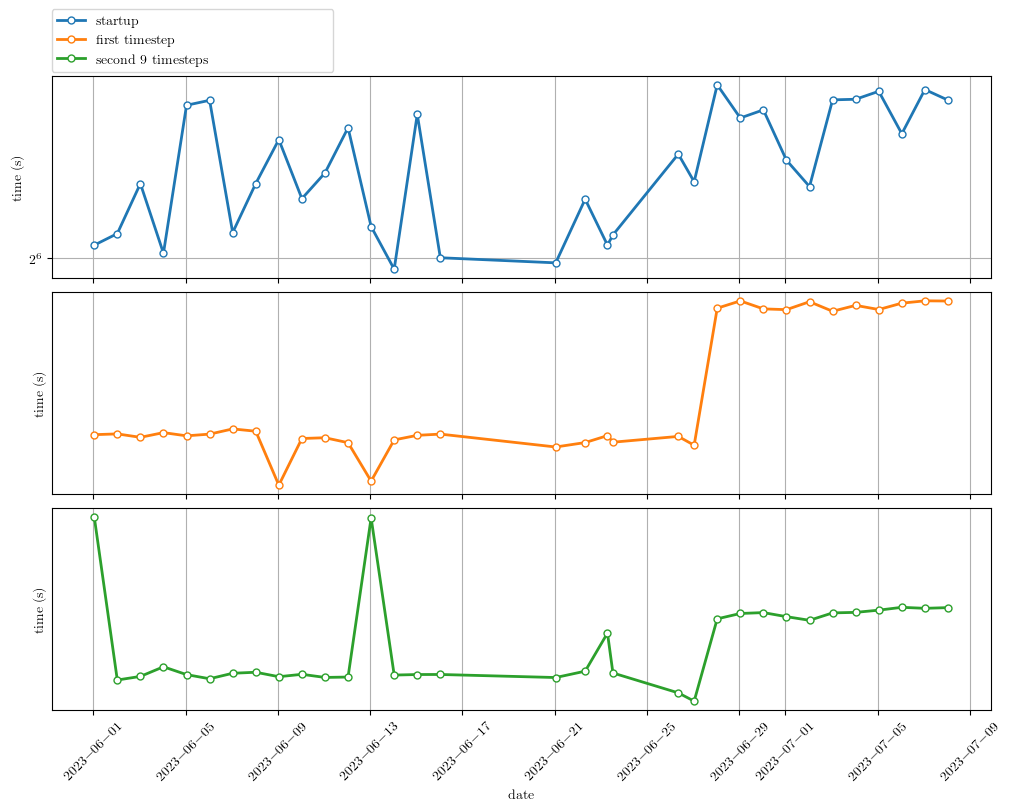 startup
first timestep
second 9 timesteps
time (s)
2⁶
time (s)
time (s)
2023−06−01
2023−06−05
2023−06−09
2023−06−13
2023−06−17
2023−06−21
2023−06−25
2023−06−29
2023−07−01
2023−07−05
2023−07−09
date